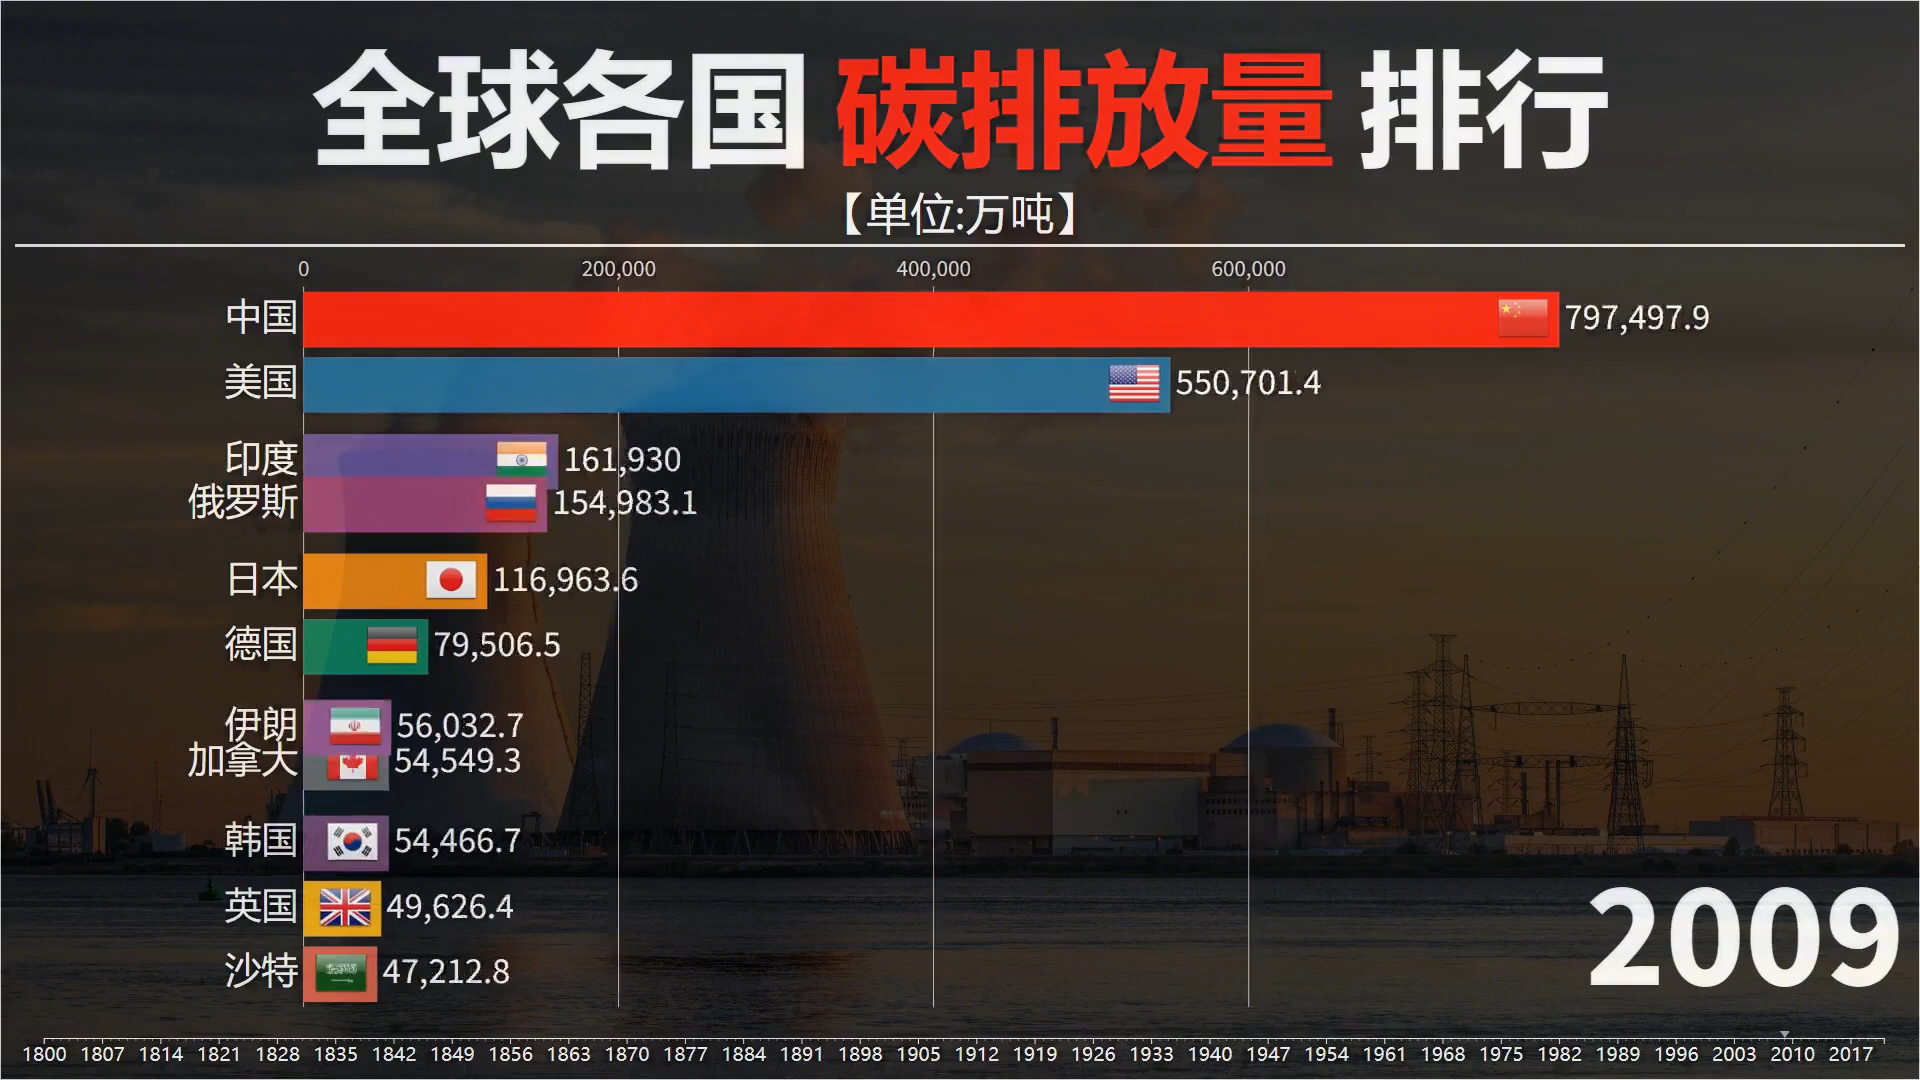 全球各国 碳排放量 排行
【单位:万吨】
0 200,000 400,000 600,000
中国 797,497.9
美国 550,701.4
印度 161,930
俄罗斯 154,983.1
日本 116,963.6
德国 79,506.5
伊朗 56,032.7
加拿大 54,549.3
韩国 54,466.7
英国 49,626.4
沙特 47,212.8
2009
1800 1807 1814 1821 1828 1835 1842 1849 1856 1863 1870 1877 1884 1891 1898 1905 1912 1919 1926 1933 1940 1947 1954 1961 1968 1975 1982 1989 1996 2003 2010 2017